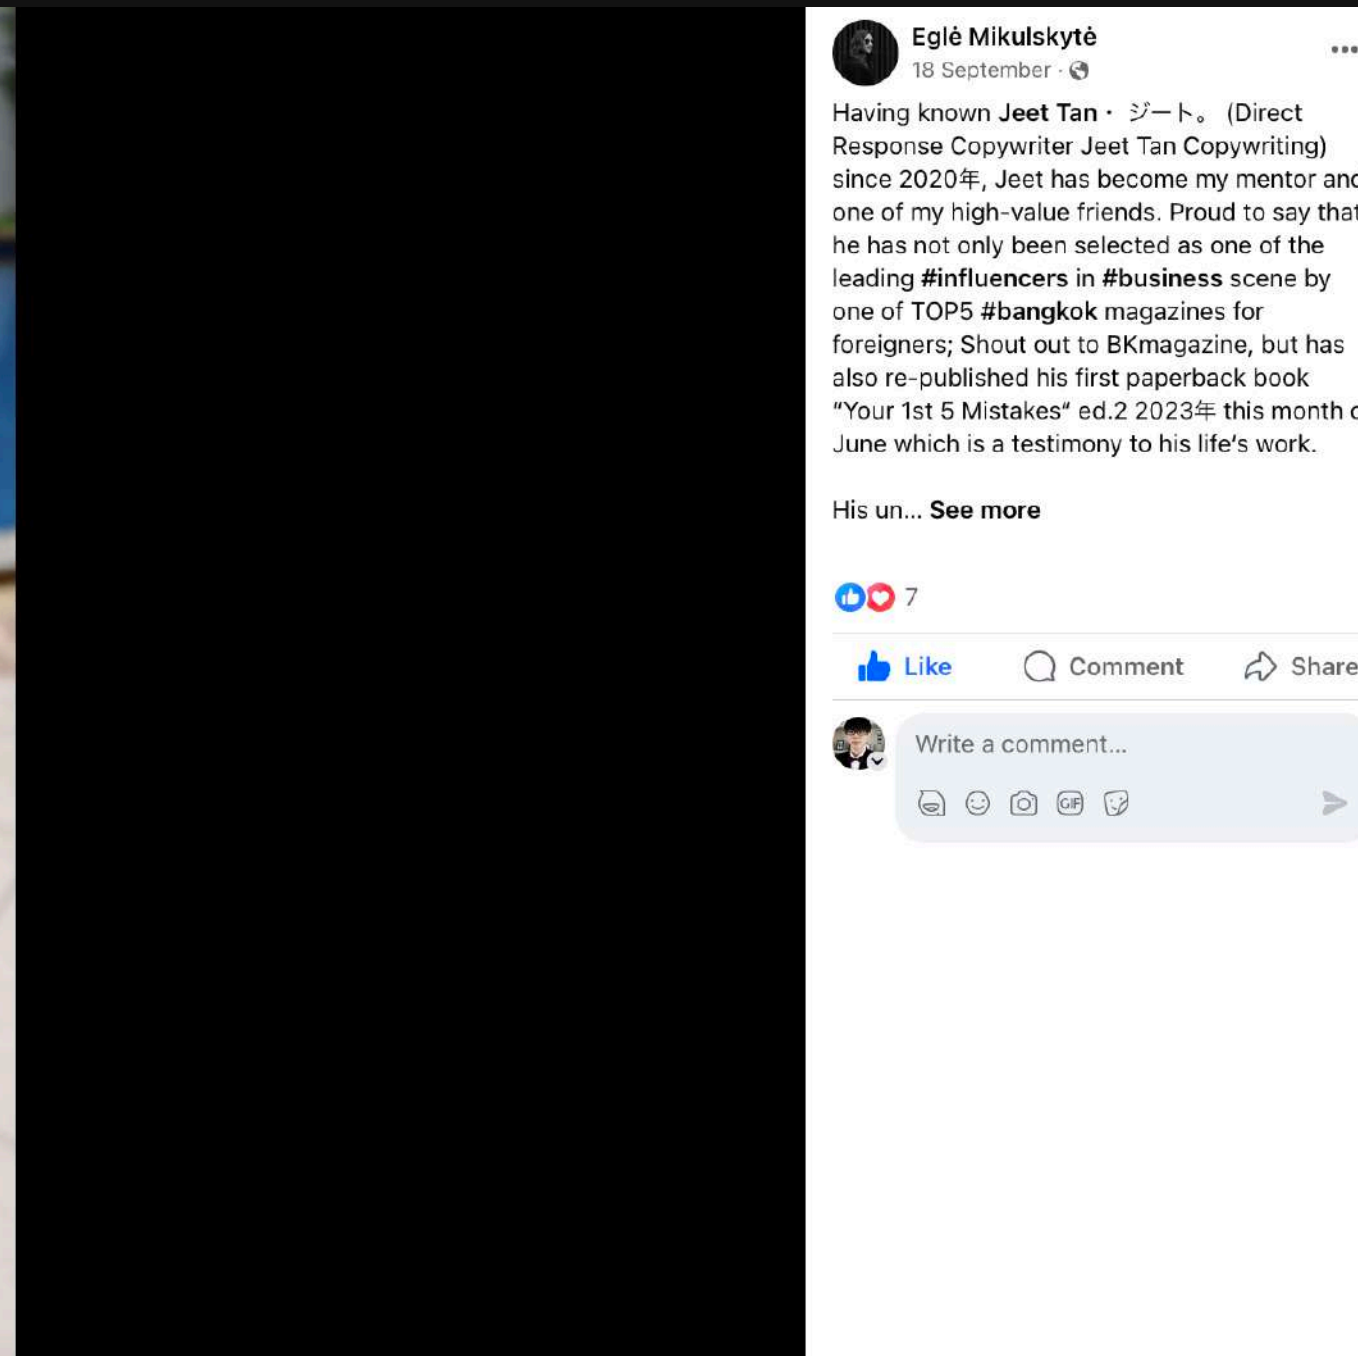 Eglė Mikulskytė
18 September ·
Having known Jeet Tan・ ジート。 (Direct
Response Copywriter Jeet Tan Copywriting)
since 2020年, Jeet has become my mentor and
one of my high-value friends. Proud to say that
he has not only been selected as one of the
leading #influencers in #business scene by
one of TOP5 #bangkok magazines for
foreigners; Shout out to BKmagazine, but has
also re-published his first paperback book
“Your 1st 5 Mistakes“ ed.2 2023年 this month
June which is a testimony to his life’s work.
His un... See more
7
Like Comment Share
Write a comment...
GIF